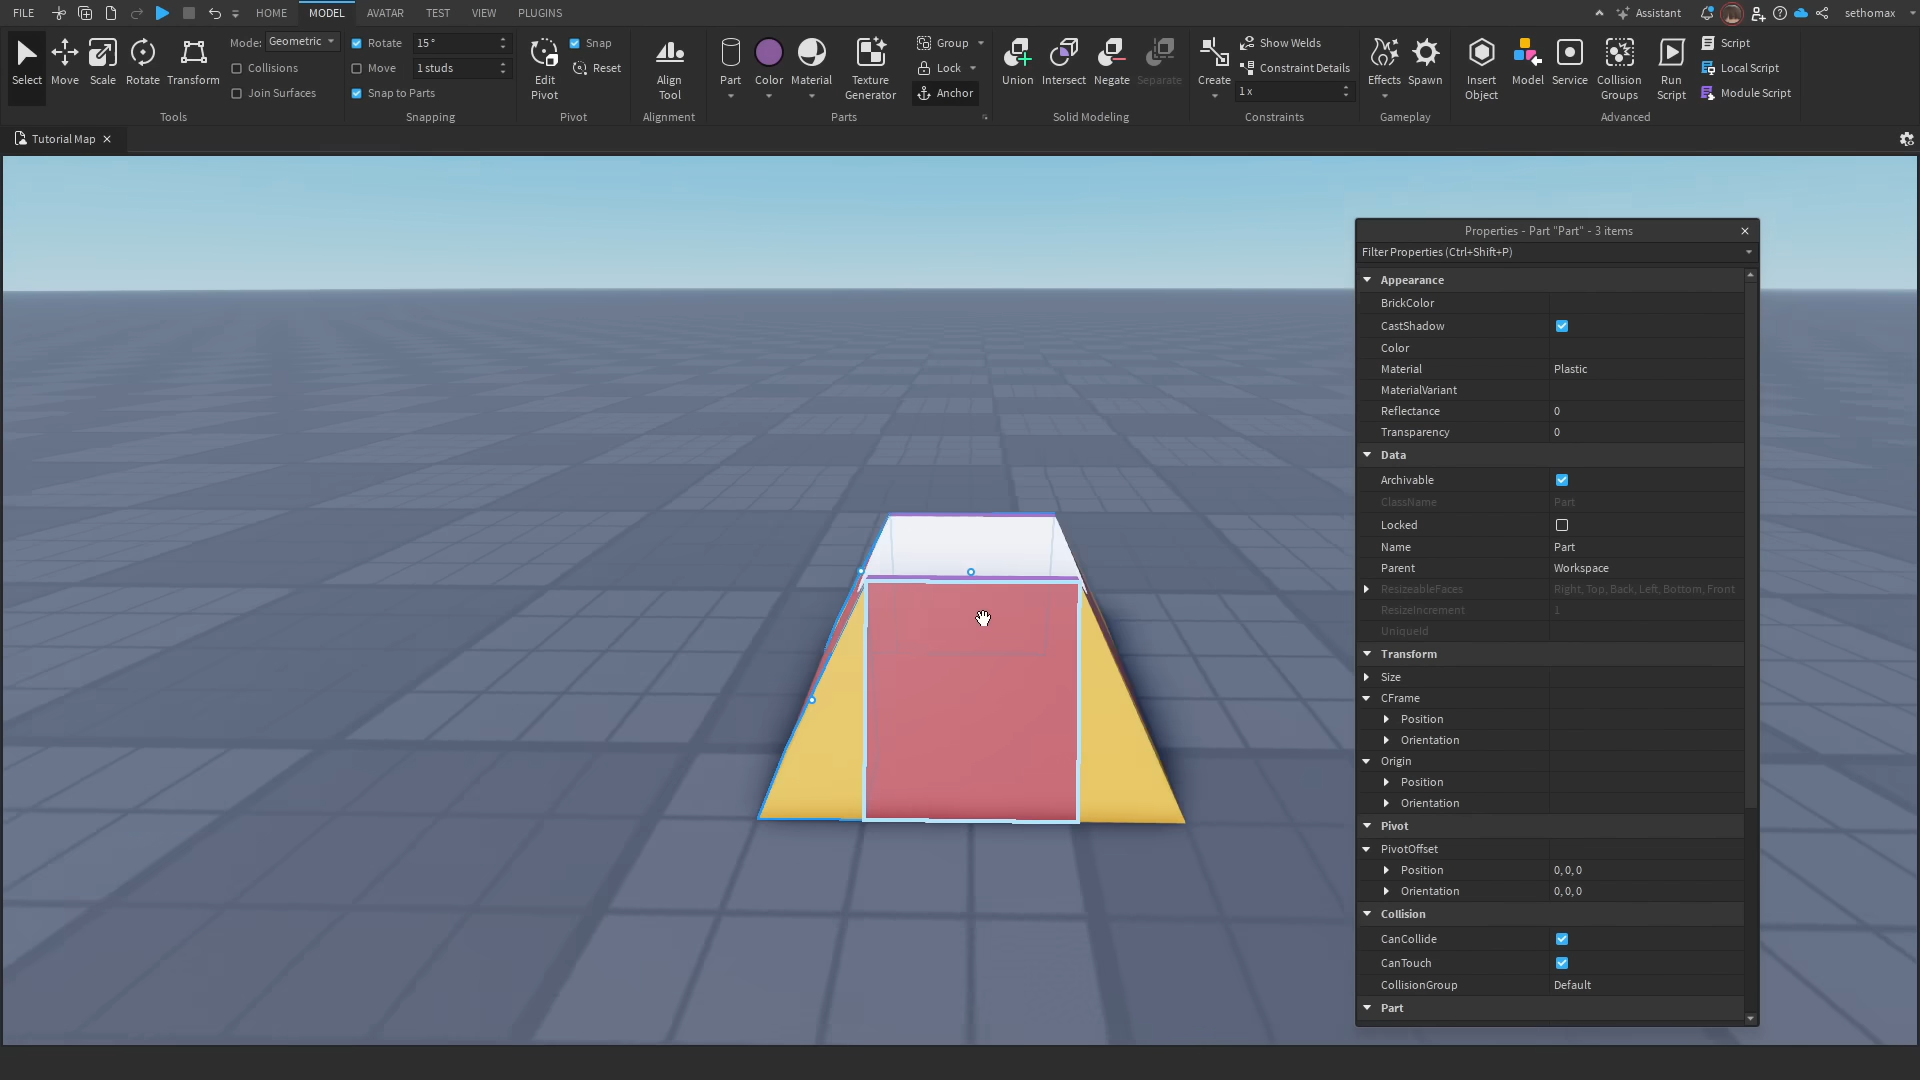 FILE
HOME
MODEL
AVATAR
TEST
VIEW
PLUGINS
Assistant
sethomax
Select
Move
Scale
Rotate
Transform
Mode:
Geometric
Collisions
Join Surfaces
Tools
Rotate
15°
Move
1 studs
Snap to Parts
Snapping
Edit
Pivot
Snap
Reset
Pivot
Align
Tool
Alignment
Part
Color
Material
Texture
Generator
Group
Lock
Anchor
Parts
Union
Intersect
Negate
Separate
Solid Modeling
Create
Show Welds
Constraint Details
1 x
Constraints
Effects
Spawn
Gameplay
Insert
Object
Model
Service
Collision
Groups
Run
Script
Script
Local Script
Module Script
Advanced
Tutorial Map
Properties - Part "Part" - 3 items
Filter Properties (Ctrl+Shift+P)
Appearance
BrickColor
CastShadow
Color
Material Plastic
MaterialVariant
Reflectance 0
Transparency 0
Data
Archivable
ClassName Part
Locked
Name Part
Parent Workspace
ResizeableFaces Right, Top, Back, Left, Bottom, Front
ResizeIncrement 1
UniqueId
Transform
Size
CFrame
Position
Orientation
Origin
Position
Orientation
Pivot
PivotOffset
Position 0, 0, 0
Orientation 0, 0, 0
Collision
CanCollide
CanTouch
CollisionGroup Default
Part